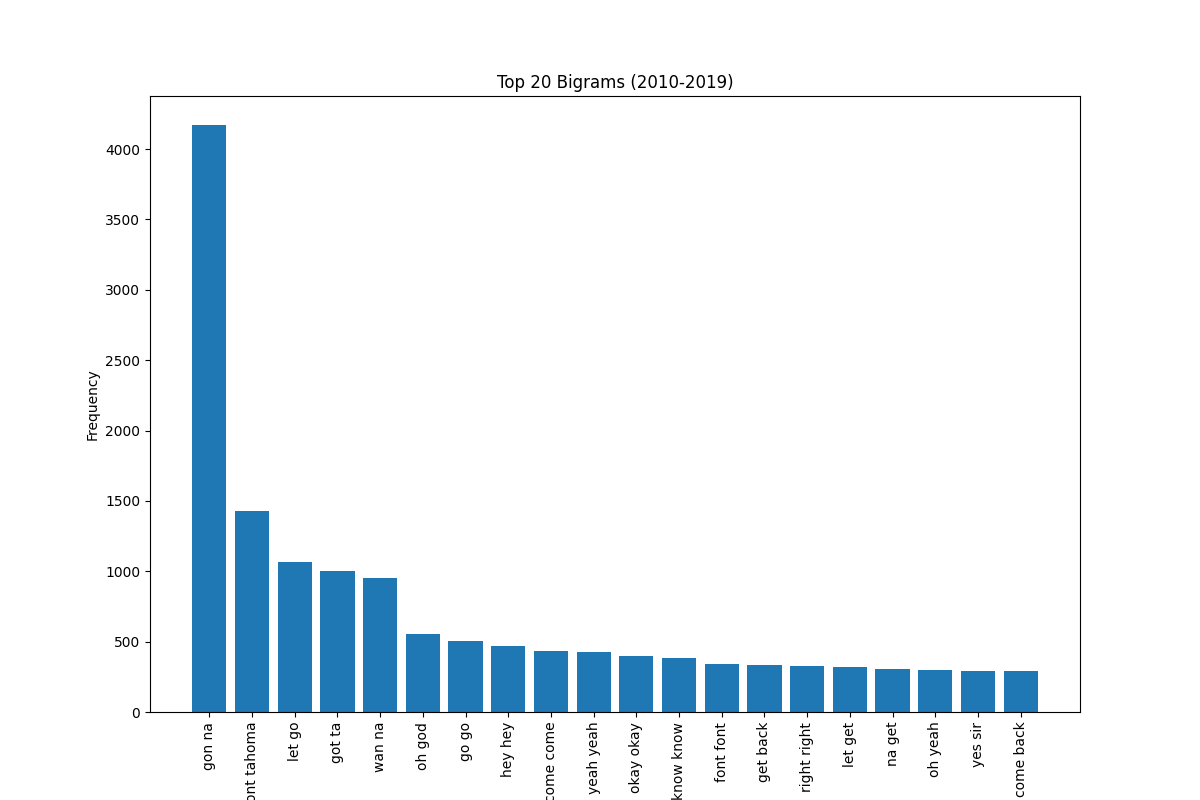 Top 20 Bigrams (2010-2019)
Frequency
4000
3500
3000
2500
2000
1500
1000
500
0
gon na
ont tahoma
let go
got ta
wan na
oh god
go go
hey hey
come come
yeah yeah
okay okay
know know
font font
get back
right right
let get
na get
oh yeah
yes sir
come back